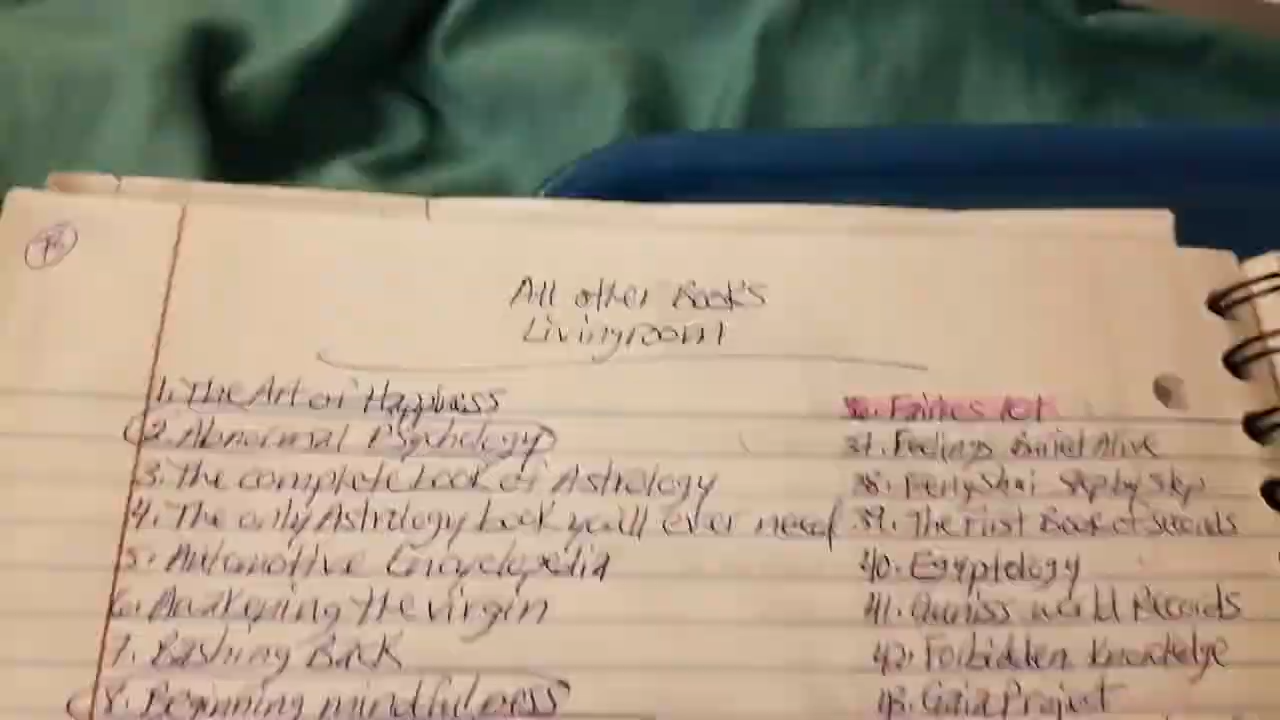 All other Book's
Livingroom
1. The Art of Happiness
2. Abnormal Psychology
3. The complete book of Astrology
4. The only Astrology book you'll ever need
5. Automotive Encyclopedia
6. Awakening the virgin
7. Bashing Back
8. Beginning mindfulness
36. Fairies 101
37. Feelings Buried Alive
38. Feng Shui Step by Step
39. The First Book of
40. Egyptology
41. World Records
42. Forbidden Knowledge
43. Gaia Project